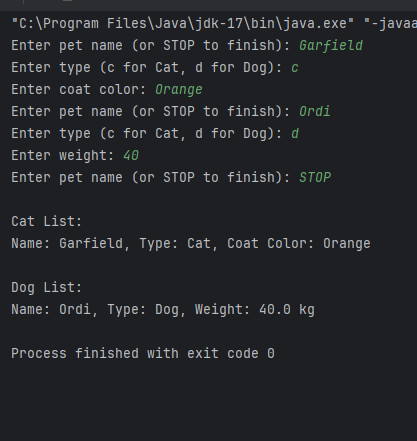 "C:\Program Files\Java\jdk-17\bin\java.exe" "-javaa
Enter pet name (or STOP to finish): Garfield
Enter type (c for Cat, d for Dog): c
Enter coat color: Orange
Enter pet name (or STOP to finish): Ordi
Enter type (c for Cat, d for Dog): d
Enter weight: 40
Enter pet name (or STOP to finish): STOP

Cat List:
Name: Garfield, Type: Cat, Coat Color: Orange

Dog List:
Name: Ordi, Type: Dog, Weight: 40.0 kg

Process finished with exit code 0